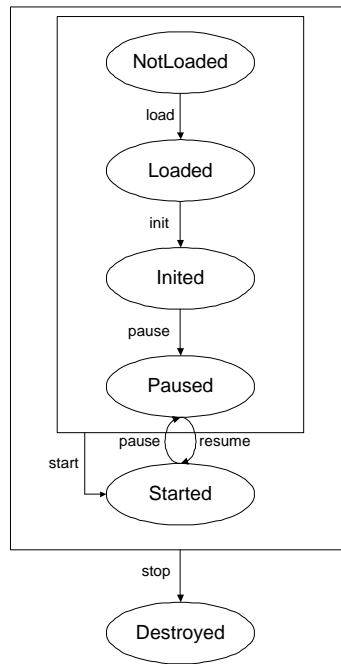 NotLoaded
load
Loaded
init
Inited
pause
Paused
pause
resume
start
Started
stop
Destroyed